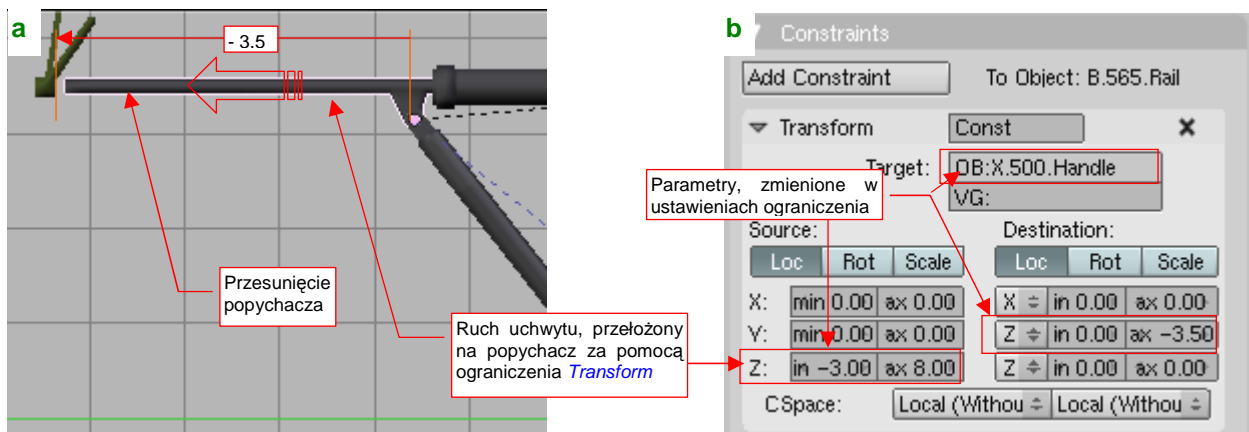 a
- 3.5
Przesunięcie
popychacza
Ruch uchwytu, przełożony
na popychacz za pomocą
ograniczenia Transform
b
Constraints
Add Constraint
To Object: B.565.Rail
Transform
Const
Target:
OB:X.500.Handle
VG:
Parametry, zmienione w
ustawieniach ograniczenia
Source:
Destination:
Loc Rot Scale
Loc Rot Scale
X: min 0.00 ax 0.00
X in 0.00 ax 0.00
Y: min 0.00 ax 0.00
Z in 0.00 ax -3.50
Z: in -3.00 ax 8.00
Z in 0.00 ax 0.00
CSpace: Local (Withou Local (Withou